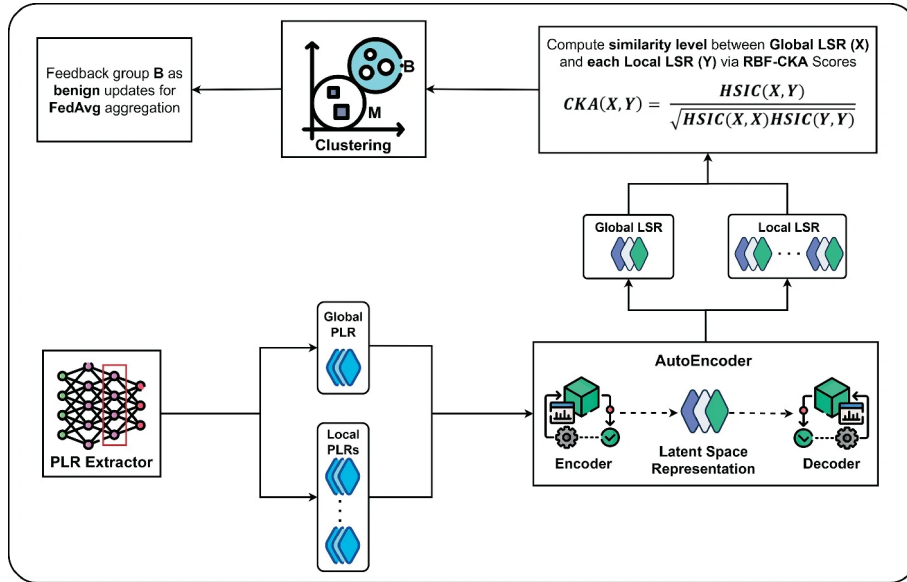 Feedback group B as
benign updates for
FedAvg aggregation
B
M
Clustering
Compute similarity level between Global LSR (X)
and each Local LSR (Y) via RBF-CKA Scores
CKA(X,Y) = HSIC(X,Y) / √HSIC(X,X)HSIC(Y,Y)
Global LSR
Local LSR
. . .
Global
PLR
PLR Extractor
Local
PLRs
AutoEncoder
Encoder
Latent Space
Representation
Decoder